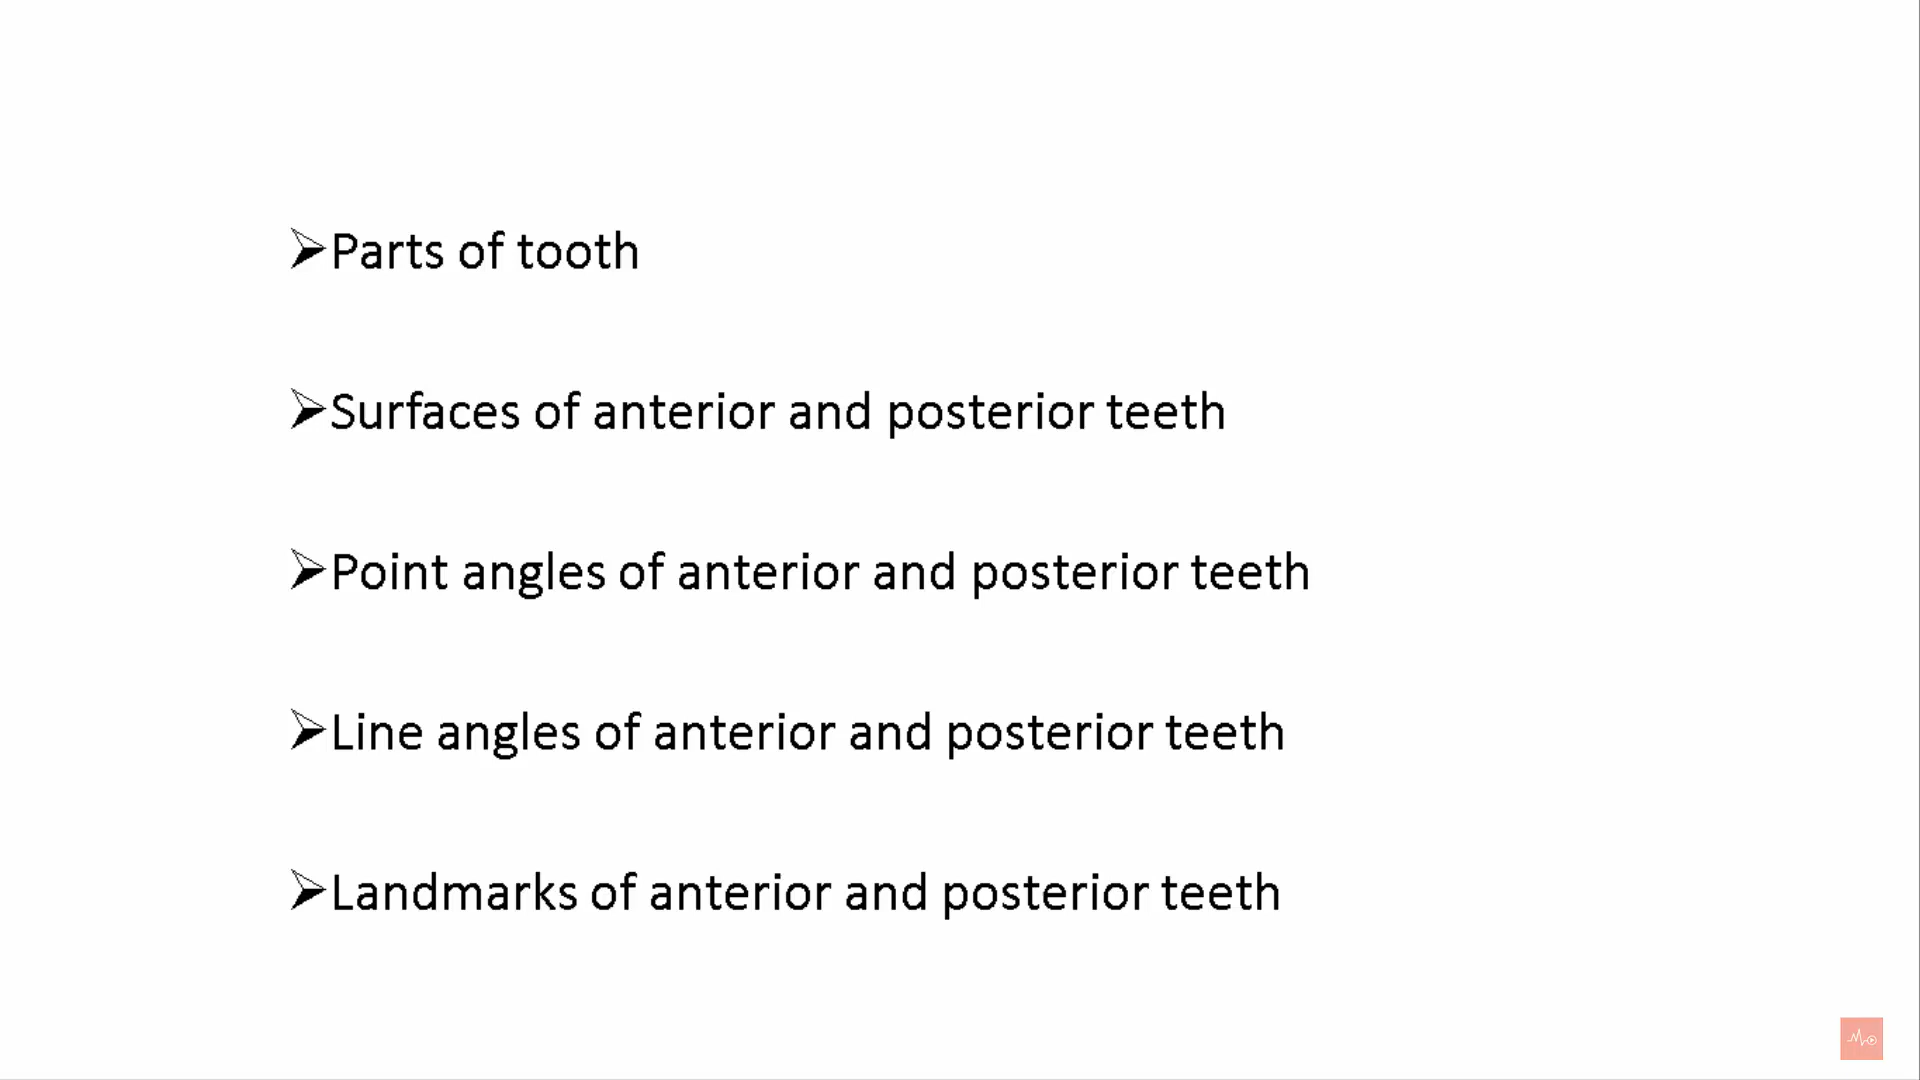 ➢Parts of tooth
➢Surfaces of anterior and posterior teeth
➢Point angles of anterior and posterior teeth
➢Line angles of anterior and posterior teeth
➢Landmarks of anterior and posterior teeth